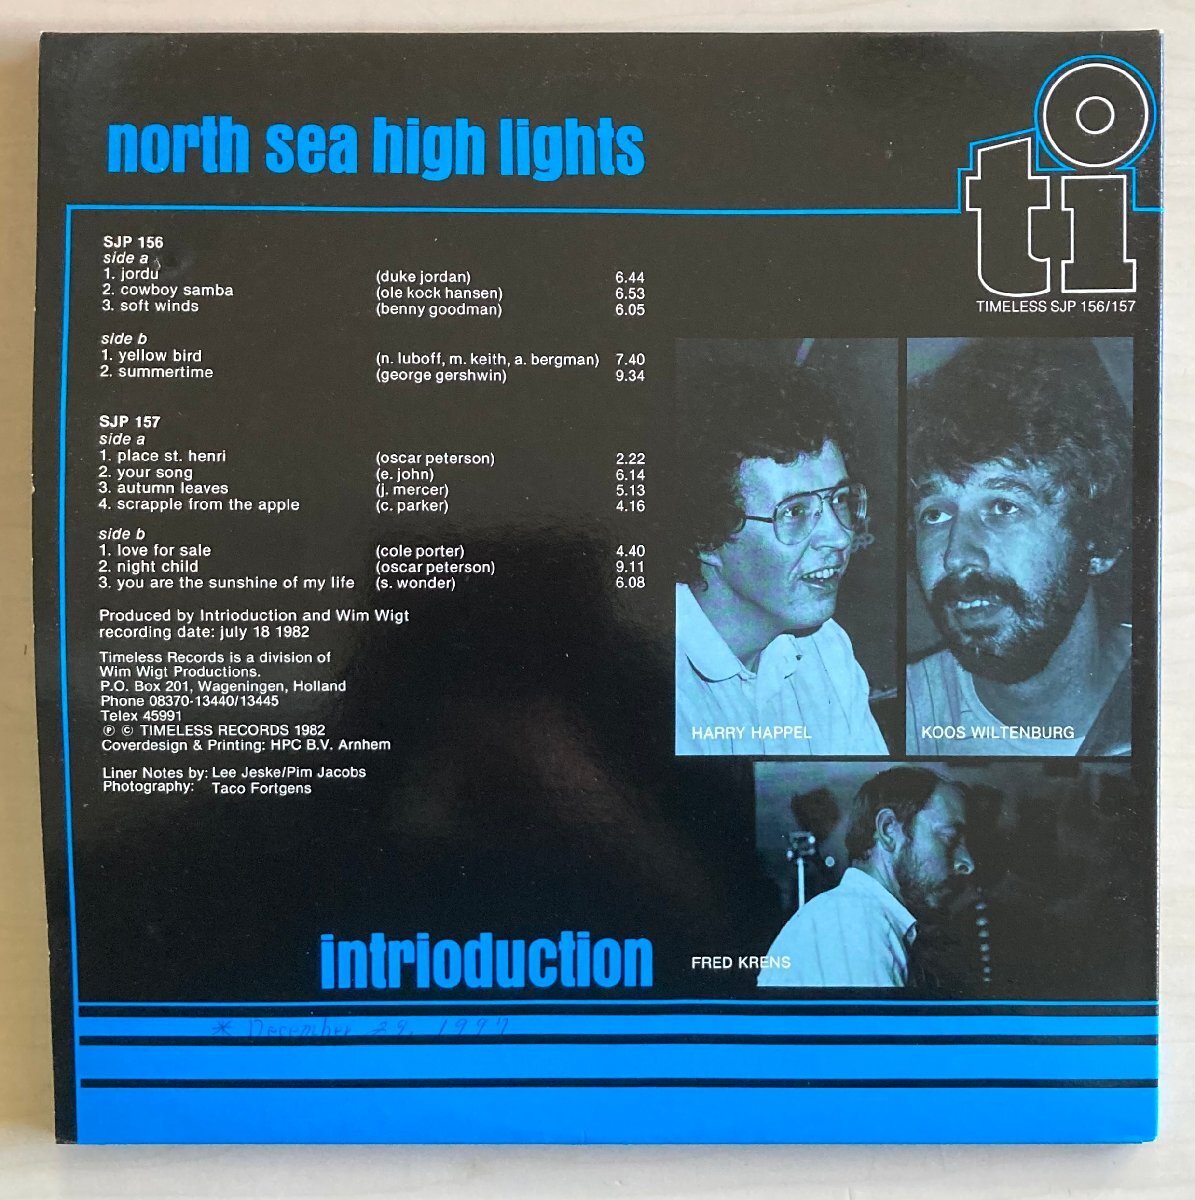 north sea high lights
tio
TIMELESS SJP 156/157
SJP 156
side a
1. jordu (duke jordan) 6.44
2. cowboy samba (ole kock hansen) 6.53
3. soft winds (benny goodman) 6.05
side b
1. yellow bird (n. luboff, m. keith, a. bergman) 7.40
2. summertime (george gershwin) 9.34
SJP 157
side a
1. place st. henri (oscar peterson) 2.22
2. your song (e. john) 6.14
3. autumn leaves (j. mercer) 5.13
4. scrapple from the apple (c. parker) 4.16
side b
1. love for sale (cole porter) 4.40
2. night child (oscar peterson) 9.11
3. you are the sunshine of my life (s. wonder) 6.08
Produced by Intrioduction and Wim Wigt
recording date: july 18 1982
Timeless Records is a division of
Wim Wigt Productions.
P.O. Box 201, Wageningen, Holland
Phone 08370-13440/13445
Telex 45991
℗ © TIMELESS RECORDS 1982
Coverdesign & Printing: HPC B.V. Arnhem
Liner Notes by: Lee Jeske/Pim Jacobs
Photography: Taco Fortgens
HARRY HAPPEL
KOOS WILTENBURG
FRED KRENS
intrioduction
* December 29. 1997